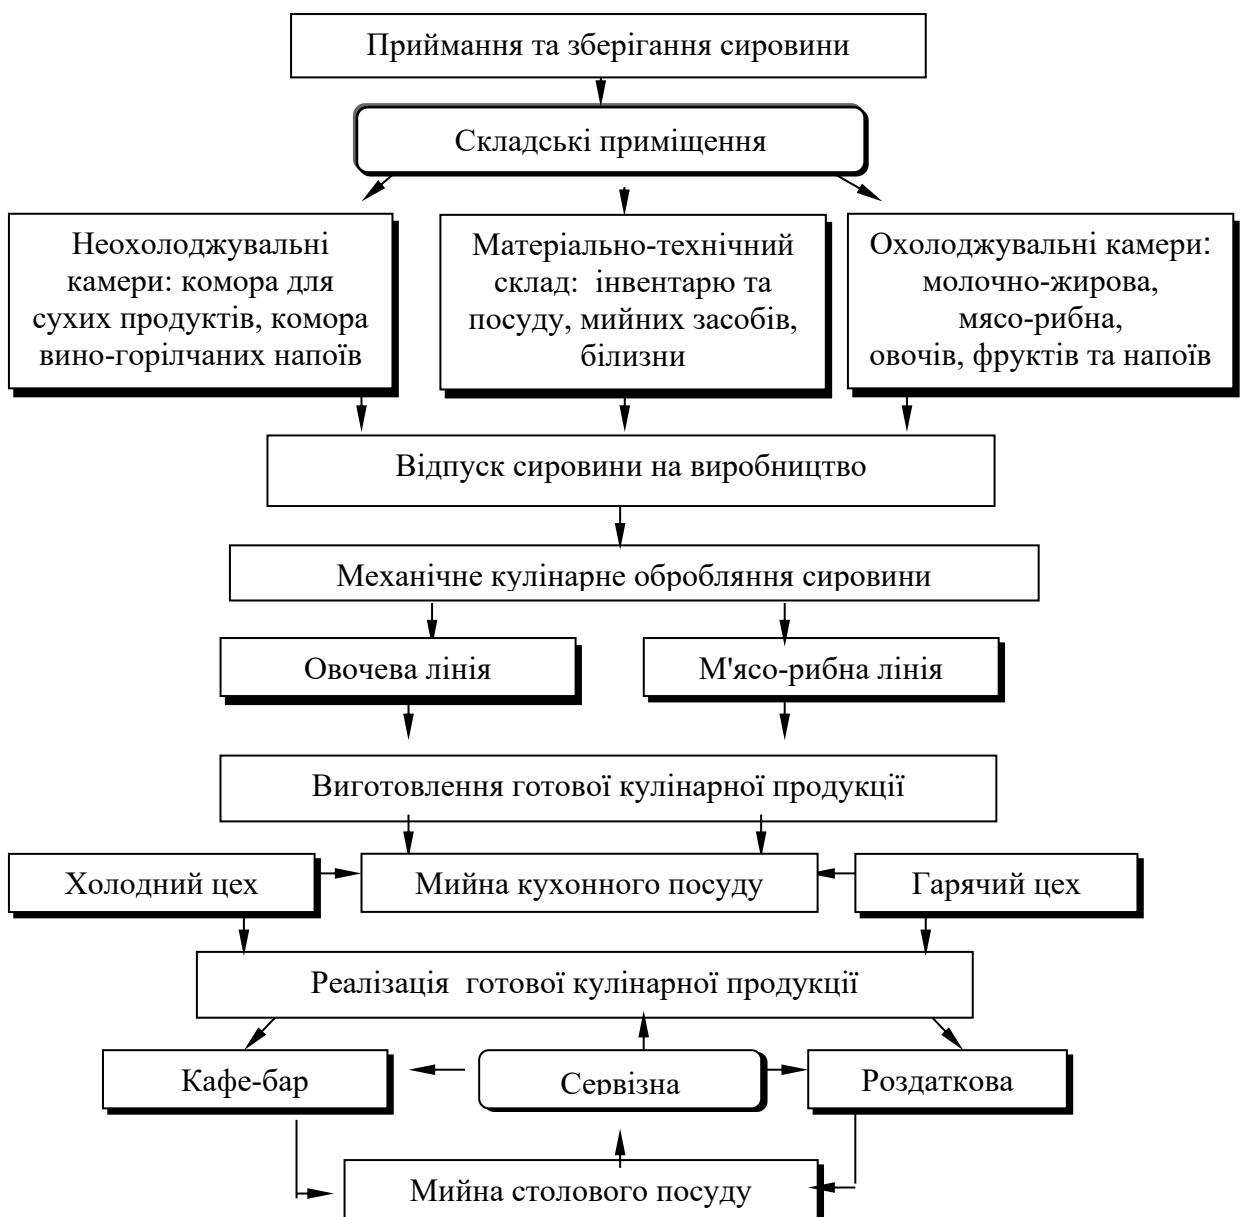 Приймання та зберігання сировини
Складські приміщення
Неохолоджувальні
камери: комора для
сухих продуктів, комора
вино-горілчаних напоїв
Матеріально-технічний
склад: інвентарю та
посуду, мийних засобів,
білизни
Охолоджувальні камери:
молочно-жирова,
мясо-рибна,
овочів, фруктів та напоїв
Відпуск сировини на виробництво
Механічне кулінарне обробляння сировини
Овочева лінія
М'ясо-рибна лінія
Виготовлення готової кулінарної продукції
Холодний цех
Мийна кухонного посуду
Гарячий цех
Реалізація готової кулінарної продукції
Кафе-бар
Сервізна
Роздаткова
Мийна столового посуду